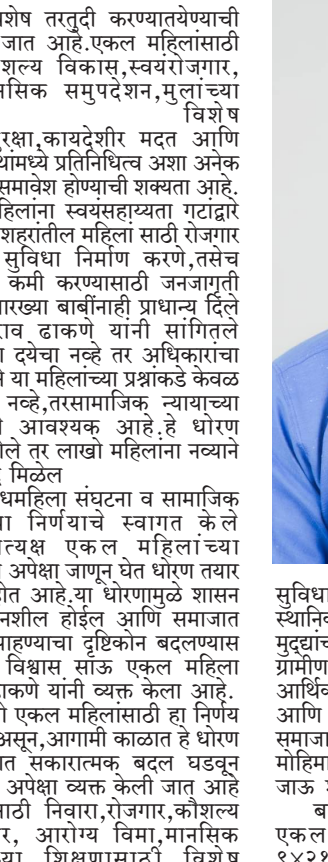 शेष तरतुदी करण्यातयेण्याची
जात आहे.एकल महिलांसाठी
शल्य विकास,स्वयंरोजगार,
नसिक समुपदेशन,मुलांच्या
विशेष
रक्षा,कायदेशीर मदत आणि
थांमध्ये प्रतिनिधित्व अशा अनेक
समावेश होण्याची शक्यता आहे.
हिलांना स्वयंसहाय्यता गटांद्वारे
शहरांतील महिलां साठी रोजगार
सुविधा निर्माण करणे,तसेच
कमी करण्यासाठी जनजागृती
ारख्या बाबींनाही प्राधान्य दिले
राव ढाकणे यांनी सांगितले
दयेचा नव्हे तर अधिकाराचा
या महिलांच्या प्रश्नांकडे केवळ
नव्हे,तरसामाजिक न्यायाच्या
आवश्यक आहे.हे धोरण
ले तर लाखो महिलांना नव्याने
मिळेल
धमहिला संघटना व सामाजिक
या निर्णयाचे स्वागत केले
त्यक्ष एकल महिलांच्या
अपेक्षा जाणून घेत धोरण तयार
होत आहे.या धोरणामुळे शासन
नशील होईल आणि समाजात
पाहण्याचा दृष्टिकोन बदलण्यास
विश्वास साऊ एकल महिला
ढाकणे यांनी व्यक्त केला आहे.
एकल महिलांसाठी हा निर्णय
असून,आगामी काळात हे धोरण
त सकारात्मक बदल घडवून
अपेक्षा व्यक्त केली जात आहे
साठी निवारा,रोजगार,कौशल्य
र, आरोग्य विमा,मानसिक
या शिक्षणासाठी विशेष
सुविधा
स्थानिक
मुद्द्यांच
ग्रामीण
आर्थिक
आणि
समाजा
मोहिमा
जाऊ
ब
एकल